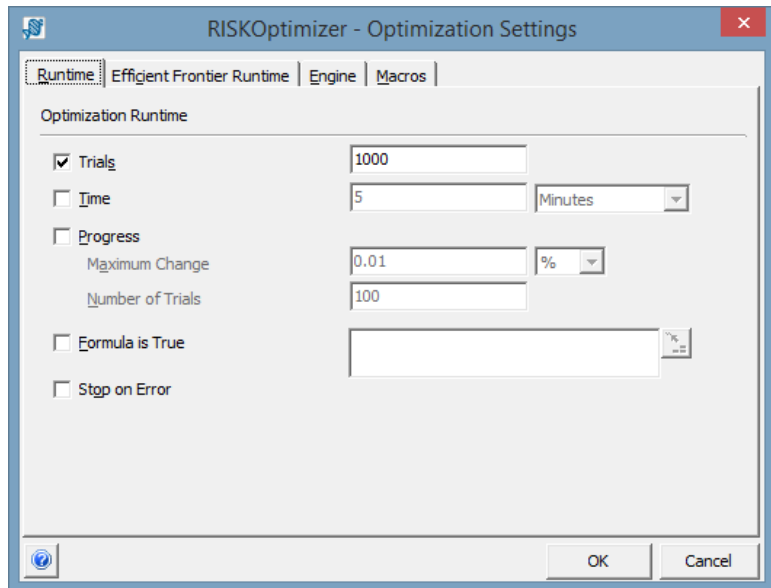 RISKOptimizer - Optimization Settings
Runtime Efficient Frontier Runtime Engine Macros
Optimization Runtime
Trials 1000
Time 5 Minutes
Progress
Maximum Change 0.01 %
Number of Trials 100
Formula is True
Stop on Error
OK Cancel